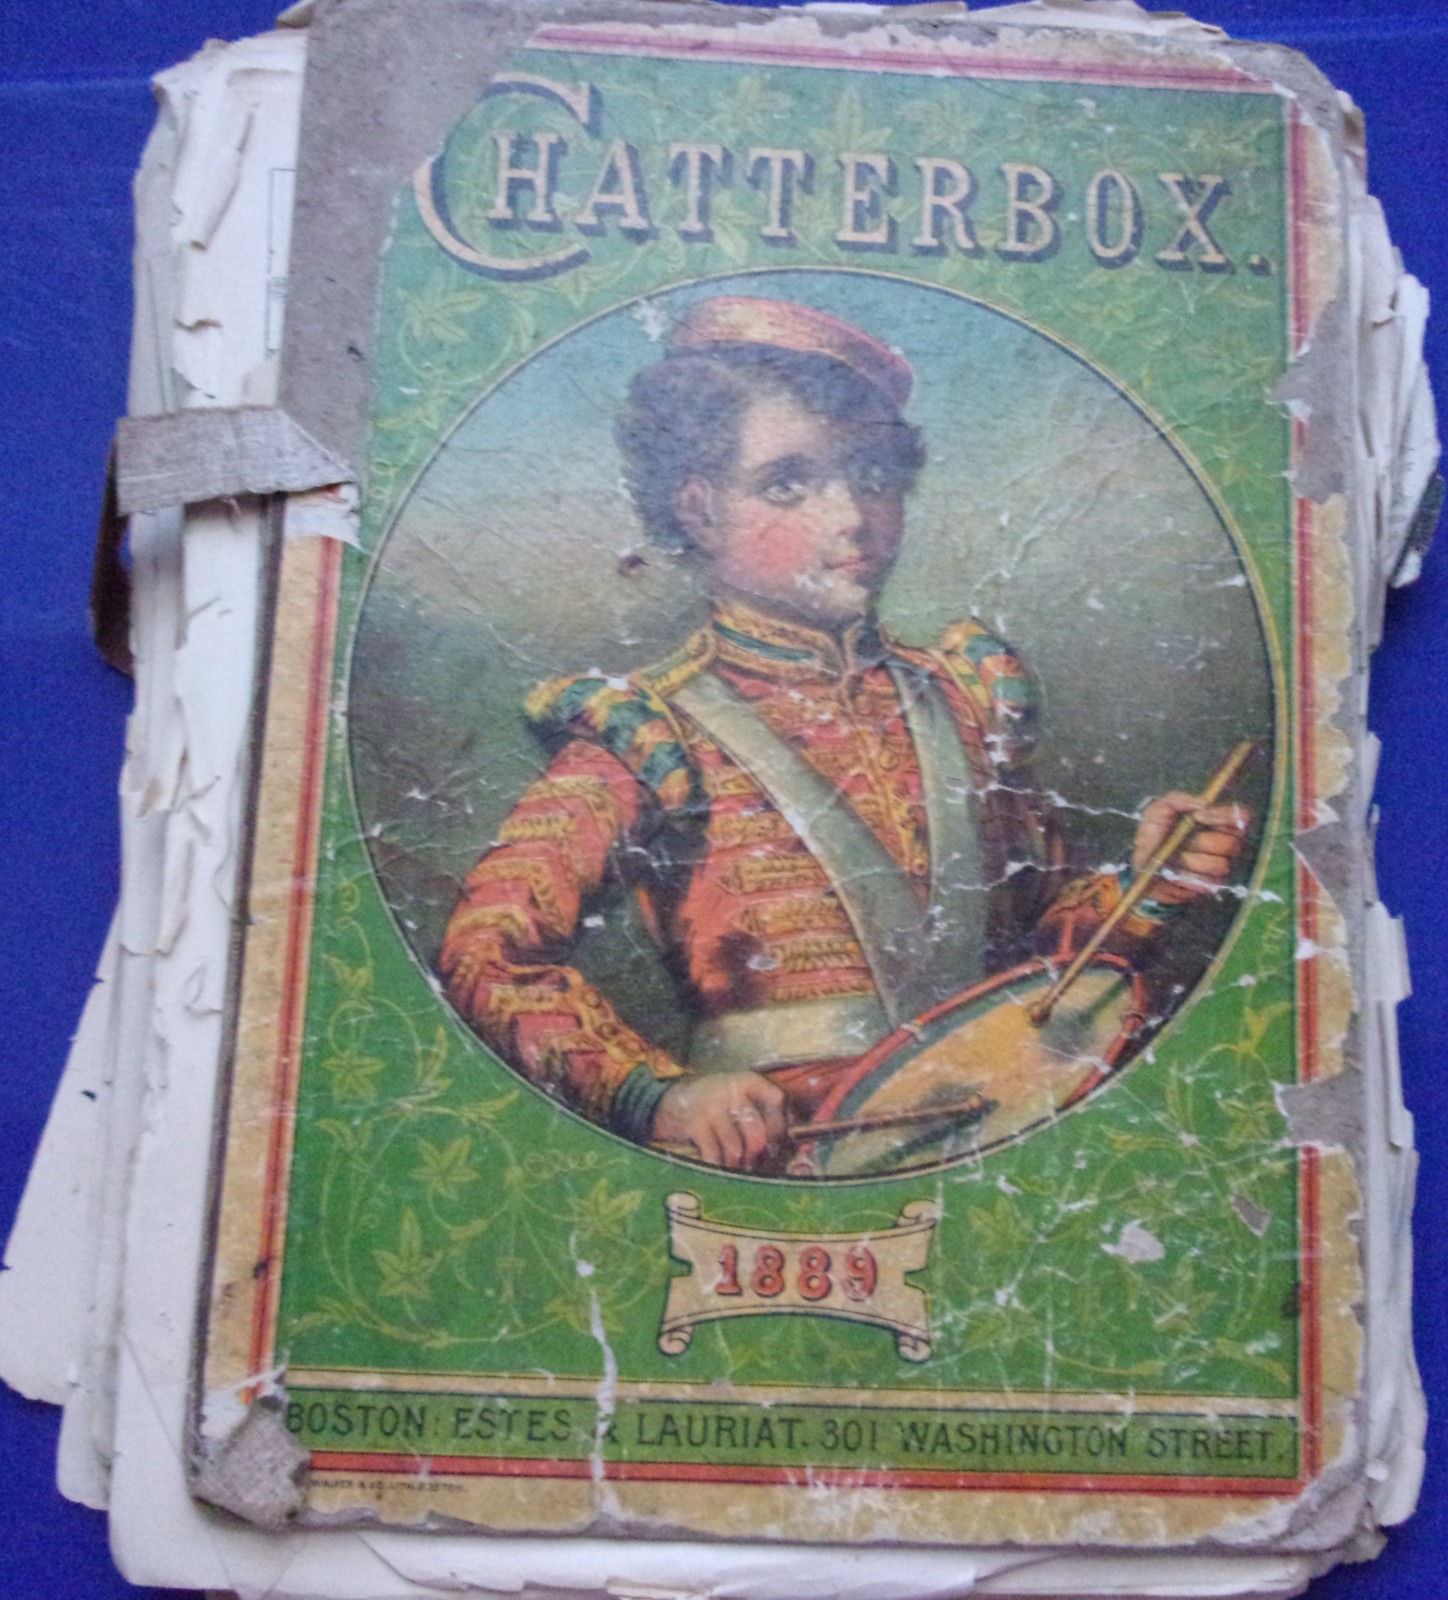 CHATTERBOX.
1889
BOSTON: ESTES & LAURIAT. 301 WASHINGTON STREET.